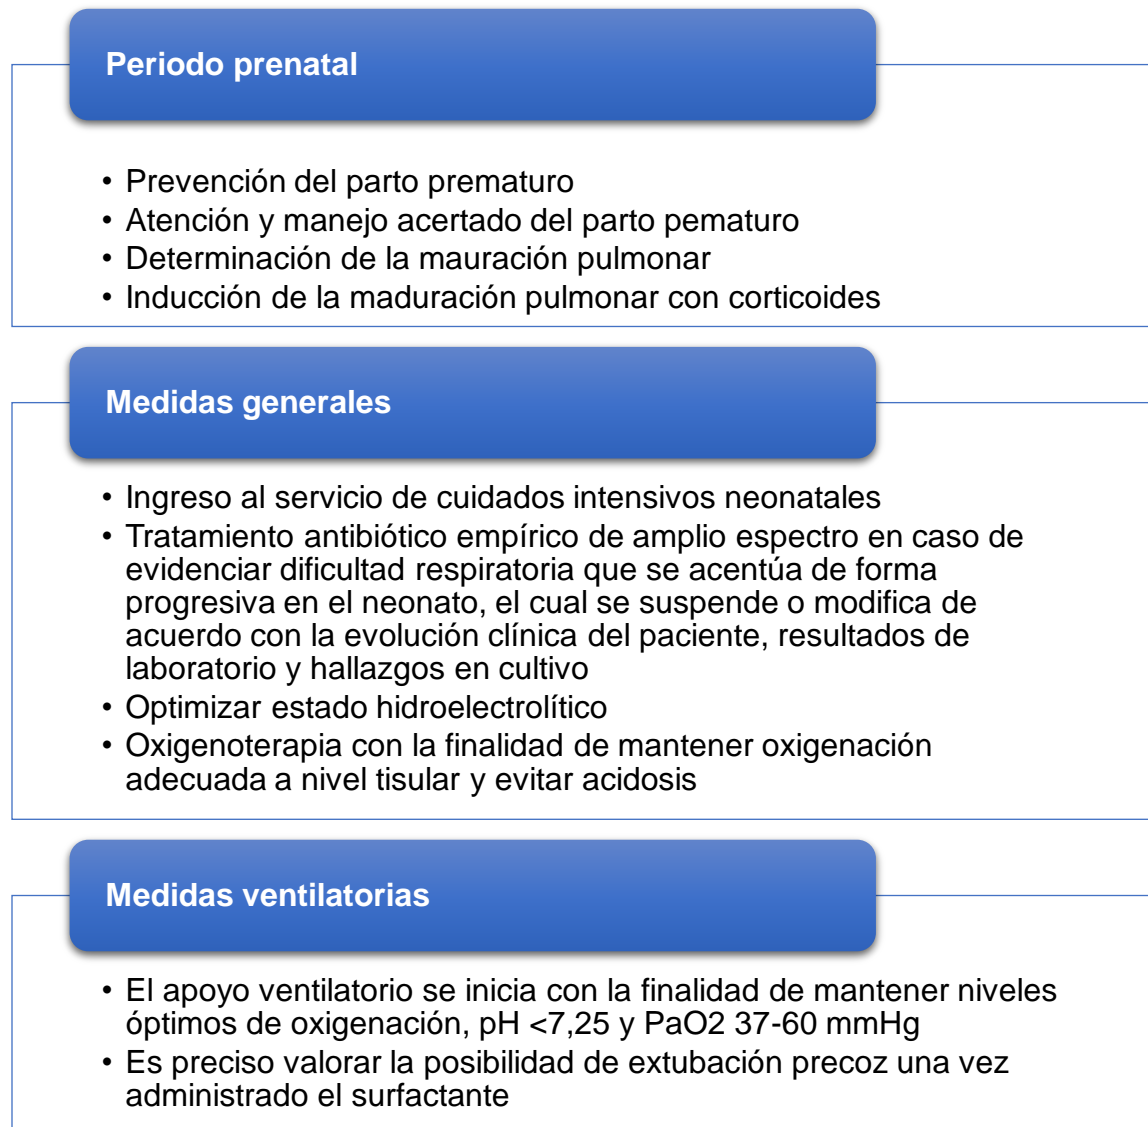 Periodo prenatal
• Prevención del parto prematuro
• Atención y manejo acertado del parto pematuro
• Determinación de la mauración pulmonar
• Inducción de la maduración pulmonar con corticoides
Medidas generales
• Ingreso al servicio de cuidados intensivos neonatales
• Tratamiento antibiótico empírico de amplio espectro en caso de
evidenciar dificultad respiratoria que se acentúa de forma
progresiva en el neonato, el cual se suspende o modifica de
acuerdo con la evolución clínica del paciente, resultados de
laboratorio y hallazgos en cultivo
• Optimizar estado hidroelectrolítico
• Oxigenoterapia con la finalidad de mantener oxigenación
adecuada a nivel tisular y evitar acidosis
Medidas ventilatorias
• El apoyo ventilatorio se inicia con la finalidad de mantener niveles
óptimos de oxigenación, pH <7,25 y PaO2 37-60 mmHg
• Es preciso valorar la posibilidad de extubación precoz una vez
administrado el surfactante